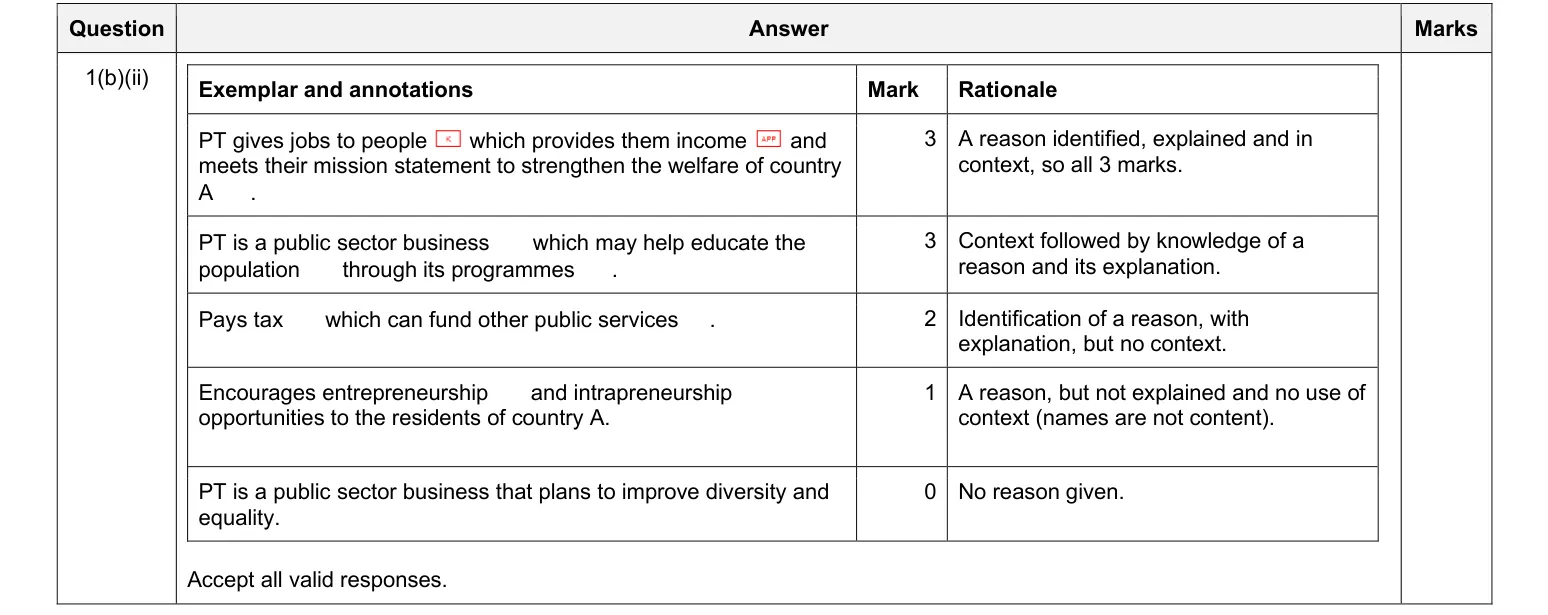 Question Answer Marks
1(b)(ii)
Exemplar and annotations Mark Rationale
PT gives jobs to people K which provides them income APP and
meets their mission statement to strengthen the welfare of country
A .
3
A reason identified, explained and in
context, so all 3 marks.
PT is a public sector business which may help educate the
population through its programmes .
3
Context followed by knowledge of a
reason and its explanation.
Pays tax which can fund other public services .
2
Identification of a reason, with
explanation, but no context.
Encourages entrepreneurship and intrapreneurship
opportunities to the residents of country A.
1
A reason, but not explained and no use of
context (names are not content).
PT is a public sector business that plans to improve diversity and
equality.
0
No reason given.
Accept all valid responses.